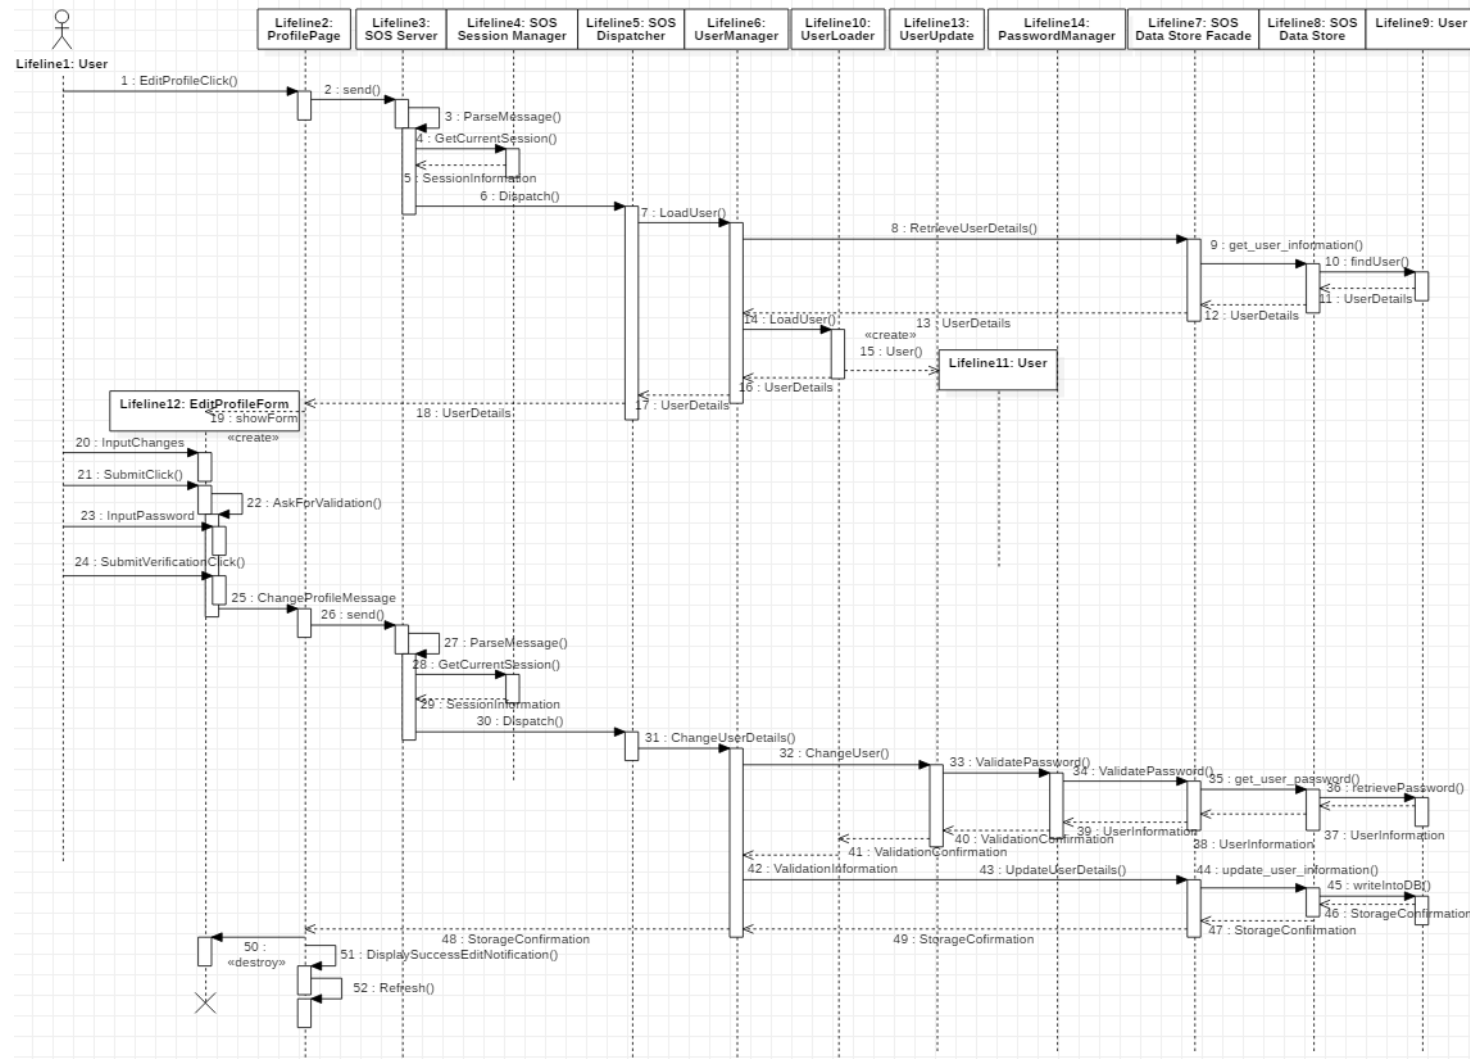 Lifeline2:
ProfilePage
Lifeline3:
SOS Server
Lifeline4: SOS
Session Manager
Lifeline5: SOS
Dispatcher
Lifeline6:
UserManager
Lifeline10:
UserLoader
Lifeline13:
UserUpdate
Lifeline14:
PasswordManager
Lifeline7: SOS
Data Store Facade
Lifeline8: SOS
Data Store
Lifeline9: User
Lifeline1: User
1 : EditProfileClick()
2 : send()
3 : ParseMessage()
4 : GetCurrentSession()
5 : SessionInformation
6 : Dispatch()
7 : LoadUser()
8 : RetrieveUserDetails()
9 : get_user_information()
10 : findUser()
11 : UserDetails
12 : UserDetails
13 : UserDetails
14 : LoadUser()
«create»
15 : User()
Lifeline11: User
16 : UserDetails
17 : UserDetails
18 : UserDetails
Lifeline12: EditProfileForm
19 : showForm
«create»
20 : InputChanges
21 : SubmitClick()
22 : AskForValidation()
23 : InputPassword
24 : SubmitVerificationClick()
25 : ChangeProfileMessage
26 : send()
27 : ParseMessage()
28 : GetCurrentSession()
29 : SessionInformation
30 : Dispatch()
31 : ChangeUserDetails()
32 : ChangeUser()
33 : ValidatePassword()
34 : ValidatePassword()
35 : get_user_password()
36 : retrievePassword()
37 : UserInformation
38 : UserInformation
39 : UserInformation
40 : ValidationConfirmation
41 : ValidationConfirmation
42 : ValidationInformation
43 : UpdateUserDetails()
44 : update_user_information()
45 : writeIntoDB()
46 : StorageConfirmation
47 : StorageConfirmation
48 : StorageConfirmation
49 : StorageCofirmation
50 :
«destroy»
51 : DisplaySuccessEditNotification()
52 : Refresh()